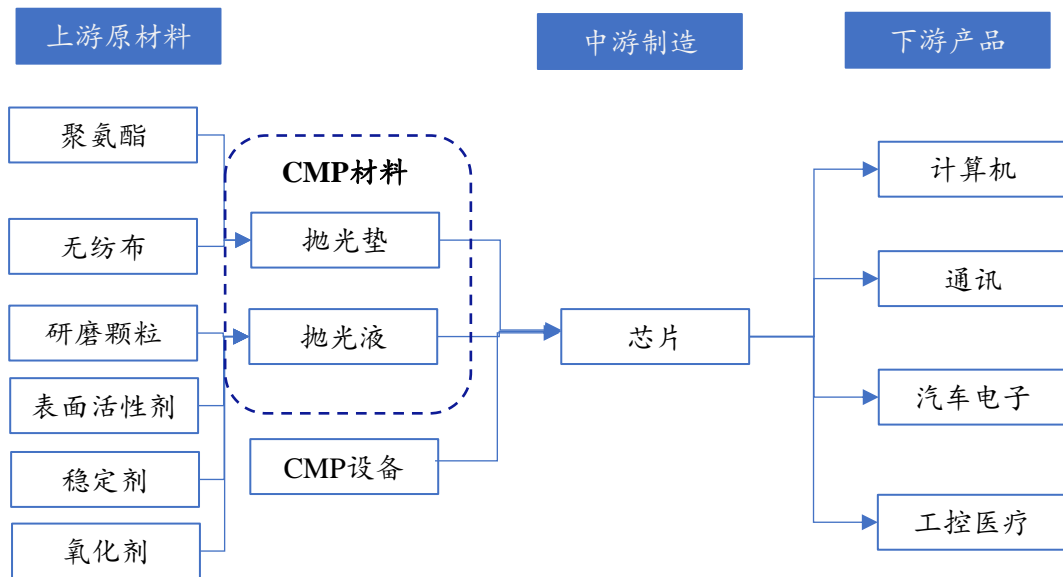 上游原材料
中游制造
下游产品
聚氨酯
无纺布
研磨颗粒
表面活性剂
稳定剂
氧化剂
CMP材料
抛光垫
抛光液
CMP设备
芯片
计算机
通讯
汽车电子
工控医疗